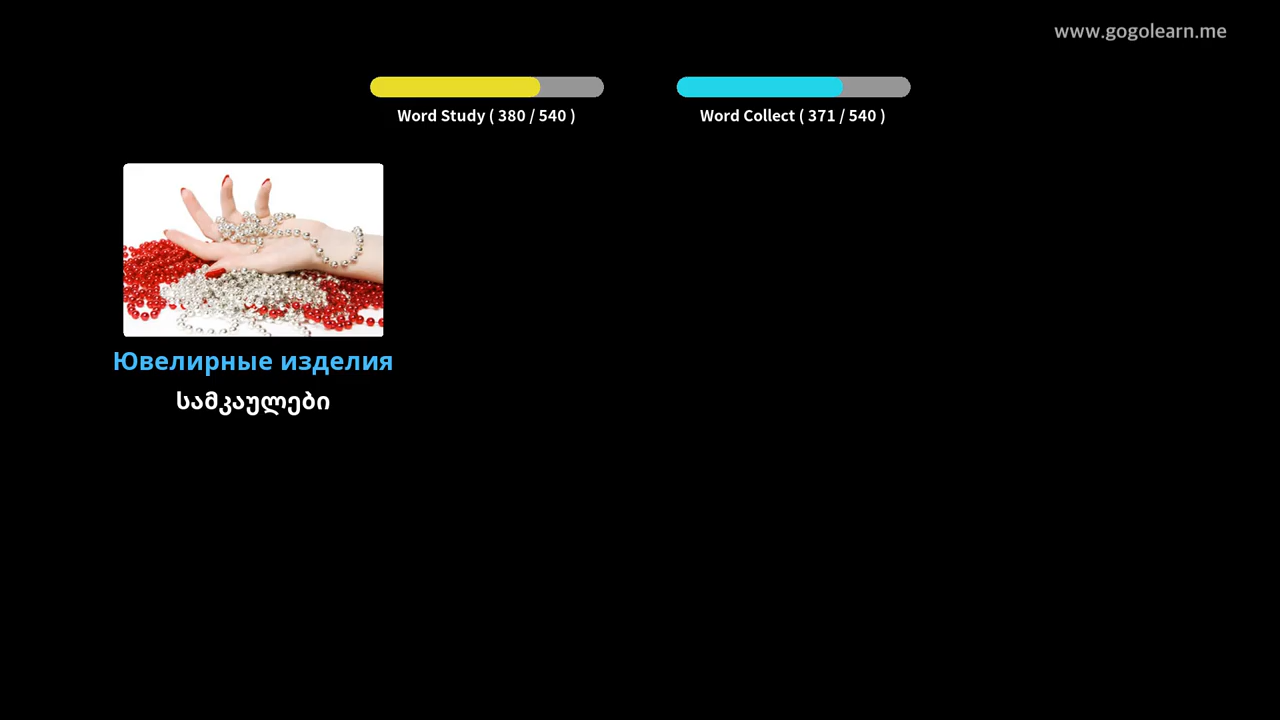 www.gogolearn.me
Word Study ( 380 / 540 )
Word Collect ( 371 / 540 )
Ювелирные изделия
სამკაულები